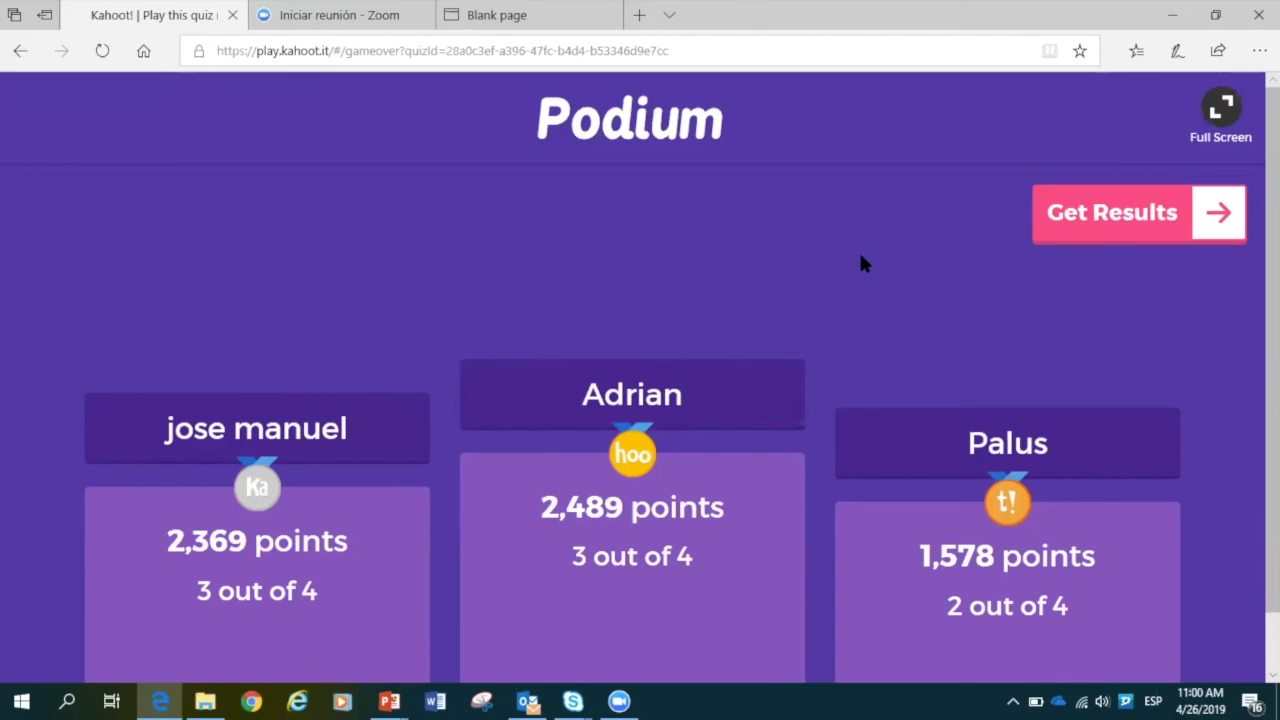 Kahoot! | Play this quiz
Iniciar reunión - Zoom
Blank page
https://play.kahoot.it/#/gameover?quizId=28a0c3ef-a396-47fc-b4d4-b53346d9e7cc
Podium
Full Screen
Get Results
Adrian
jose manuel
Palus
hoo
Ka
t!
2,489 points
3 out of 4
2,369 points
3 out of 4
1,578 points
2 out of 4
ESP
11:00 AM
4/26/2019
16